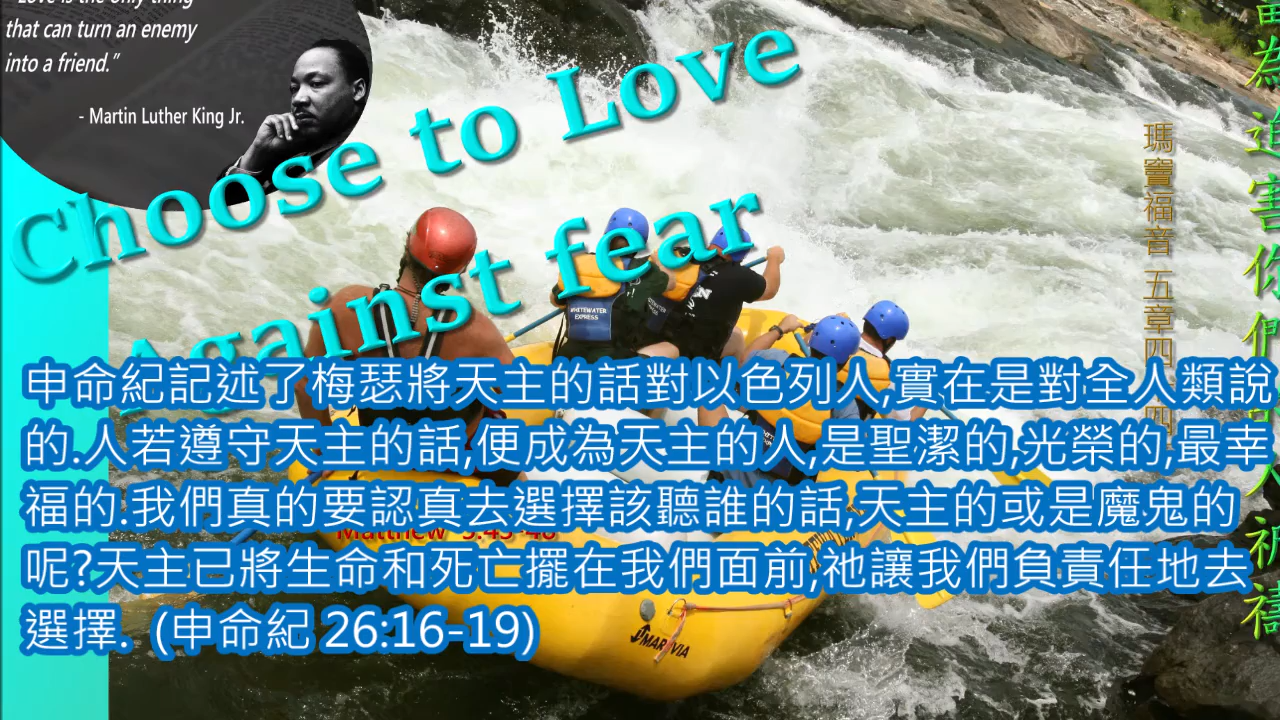 "Love is the only thing
that can turn an enemy
into a friend."
- Martin Luther King Jr.
Choose to Love
Against fear
瑪竇福音 五章四四
當為迫害你們的人祈禱
WHITEWATER
EXPRESS
申命紀記述了梅瑟將天主的話對以色列人,實在是對全人類說
的.人若遵守天主的話,便成為天主的人,是聖潔的,光榮的,最幸
福的.我們真的要認真去選擇該聽誰的話,天主的或是魔鬼的
呢?天主已將生命和死亡擺在我們面前,祂讓我們負責任地去
選擇. (申命紀 26:16-19)
Matthew 5:43-48
MARAVIA